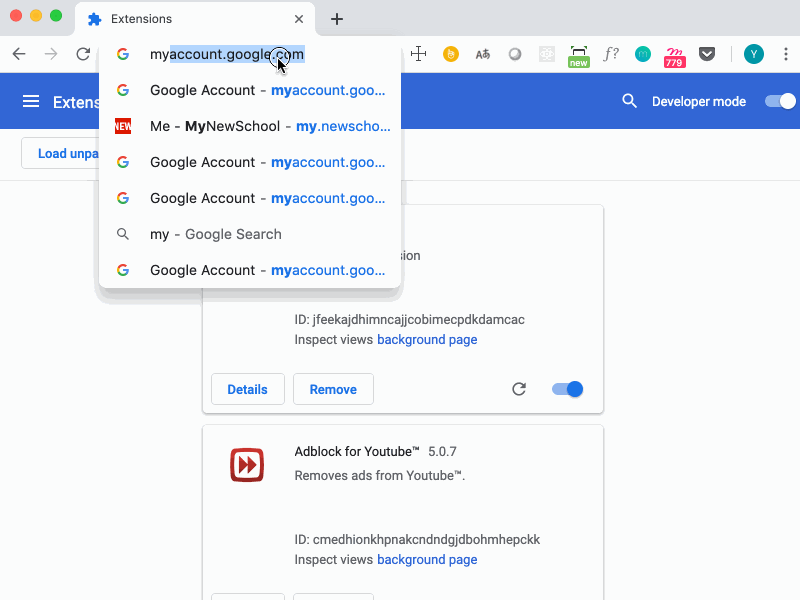 Extensions
myaccount.google.com
Aあ
new
f?
779
Y
Google Account - myaccount.goo...
Extens
Developer mode
NEW
Me - MyNewSchool - my.newscho...
Load unpa
Google Account - myaccount.goo...
Google Account - myaccount.goo...
my - Google Search
sion
Google Account - myaccount.goo...
ID: jfeekajdhimncajjcobimecpdkdamcac
Inspect views background page
Details
Remove
Adblock for Youtube™ 5.0.7
Removes ads from Youtube™.
ID: cmedhionkhpnakcndndgjdbohmhepckk
Inspect views background page